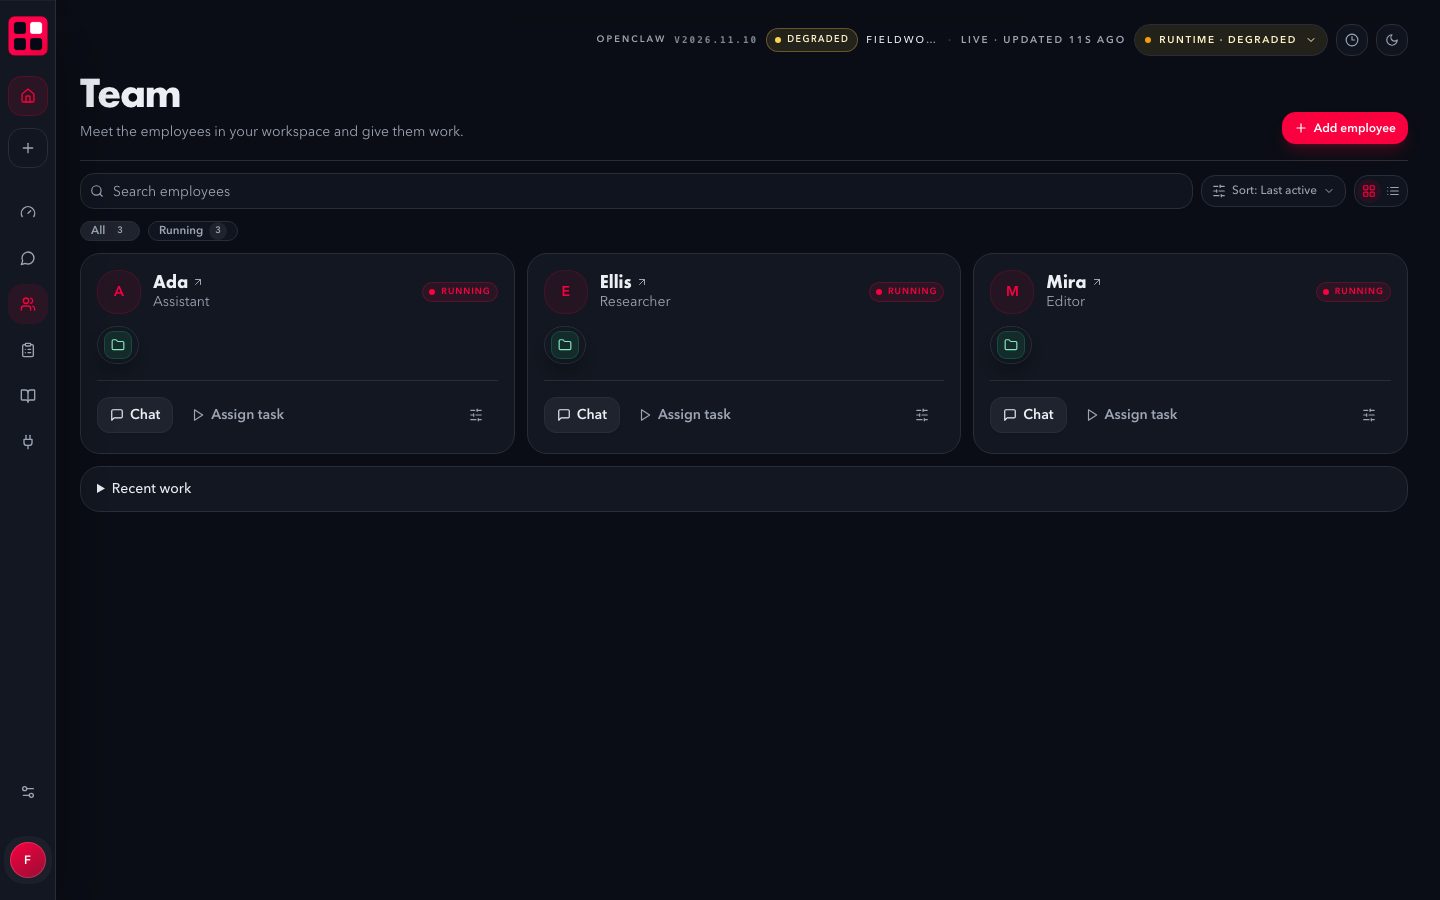 OPENCLAW V2026.11.10 DEGRADED FIELDWO... · LIVE · UPDATED 11S AGO RUNTIME · DEGRADED
Team
Meet the employees in your workspace and give them work.
+ Add employee
Search employees
Sort: Last active
All 3 Running 3
A Ada Assistant RUNNING
Chat Assign task
E Ellis Researcher RUNNING
Chat Assign task
M Mira Editor RUNNING
Chat Assign task
Recent work
F